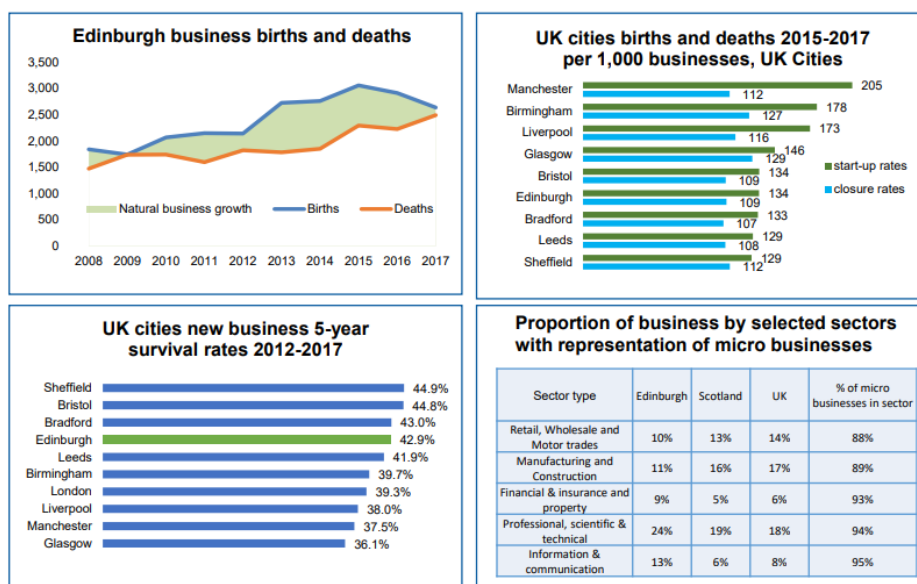 Edinburgh business births and deaths
3,500
3,000
2,500
2,000
1,500
1,000
500
0
Natural business growth Births Deaths
2008 2009 2010 2011 2012 2013 2014 2015 2016 2017
UK cities births and deaths 2015-2017
per 1,000 businesses, UK Cities
Manchester 205
112
Birmingham 178
127
Liverpool 173
116
Glasgow 146
129
Bristol 134
109
Edinburgh 134
109
Bradford 133
107
Leeds 129
108
Sheffield 129
112
start-up rates
closure rates
UK cities new business 5-year
survival rates 2012-2017
Sheffield 44.9%
Bristol 44.8%
Bradford 43.0%
Edinburgh 42.9%
Leeds 41.9%
Birmingham 39.7%
London 39.3%
Liverpool 38.0%
Manchester 37.5%
Glasgow 36.1%
Proportion of business by selected sectors
with representation of micro businesses
Sector type Edinburgh Scotland UK % of micro
businesses in sector
Retail, Wholesale and
Motor trades 10% 13% 14% 88%
Manufacturing and
Construction 11% 16% 17% 89%
Financial & insurance and
property 9% 5% 6% 93%
Professional, scientific &
technical 24% 19% 18% 94%
Information &
communication 13% 6% 8% 95%